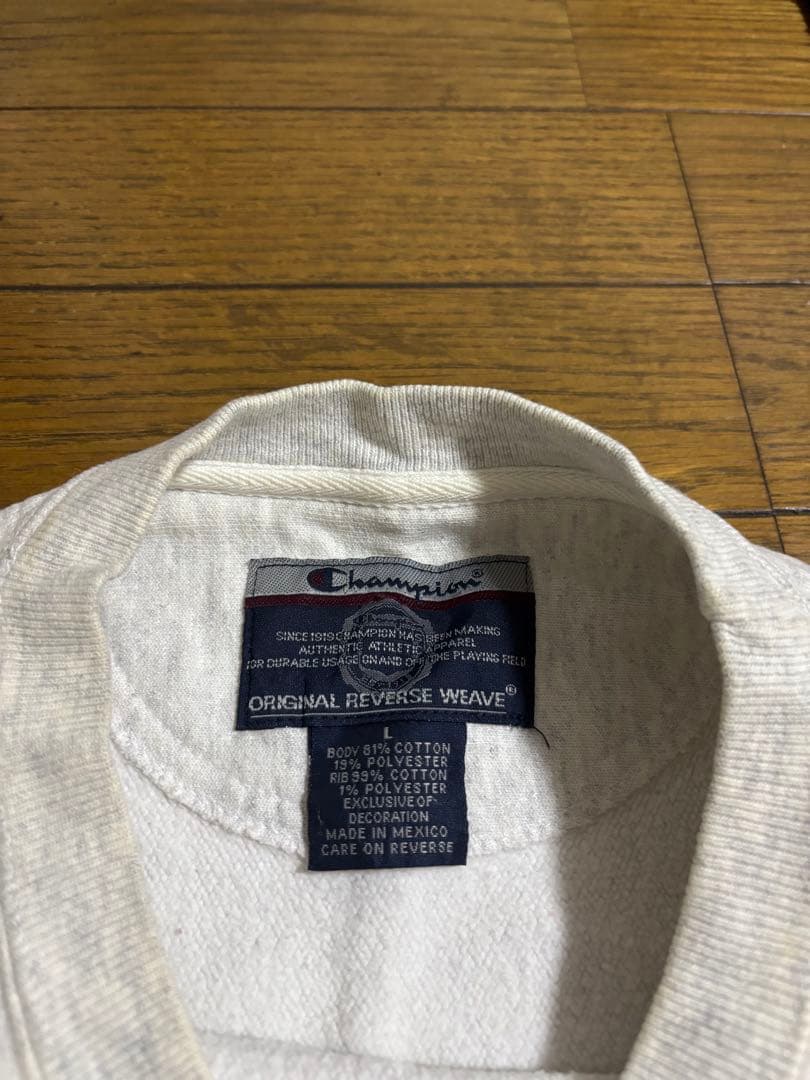 Champion®
SINCE 1919 CHAMPION HAS BEEN MAKING
AUTHENTIC ATHLETIC APPAREL
FOR DURABLE USAGE ON AND OFF THE PLAYING FIELD
ORIGINAL REVERSE WEAVE®
L
BODY 81% COTTON
19% POLYESTER
RIB 99% COTTON
1% POLYESTER
EXCLUSIVE OF
DECORATION
MADE IN MEXICO
CARE ON REVERSE